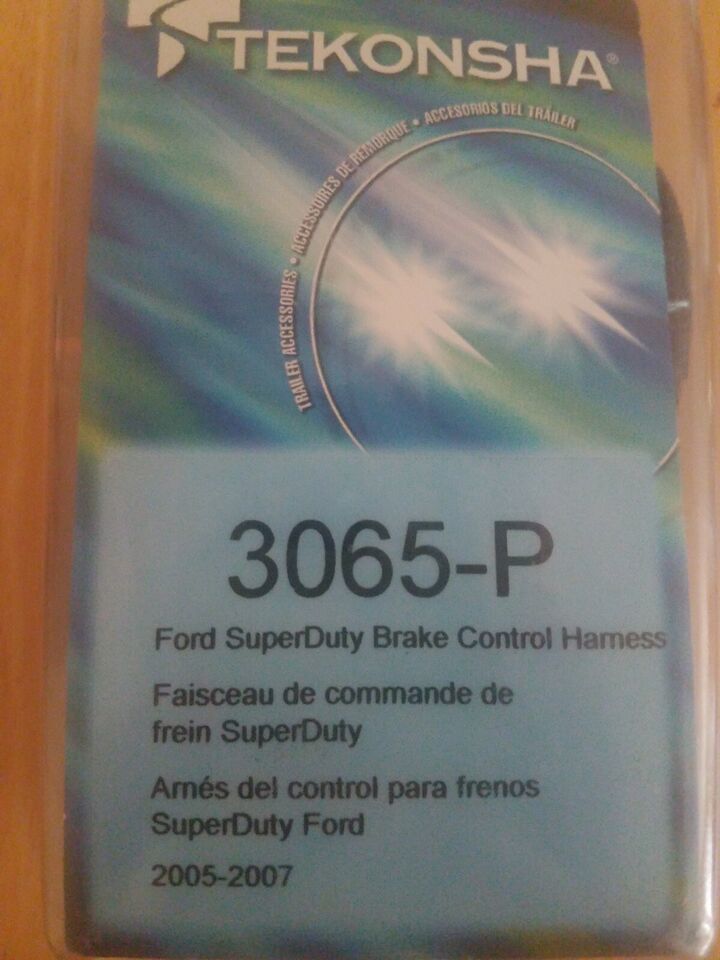 TEKONSHA®
TRAILER ACCESSORIES • ACCESSOIRES DE REMORQUE • ACCESORIOS DEL TRÁILER
3065-P
Ford SuperDuty Brake Control Harness
Faisceau de commande de
frein SuperDuty
Arnés del control para frenos
SuperDuty Ford
2005-2007